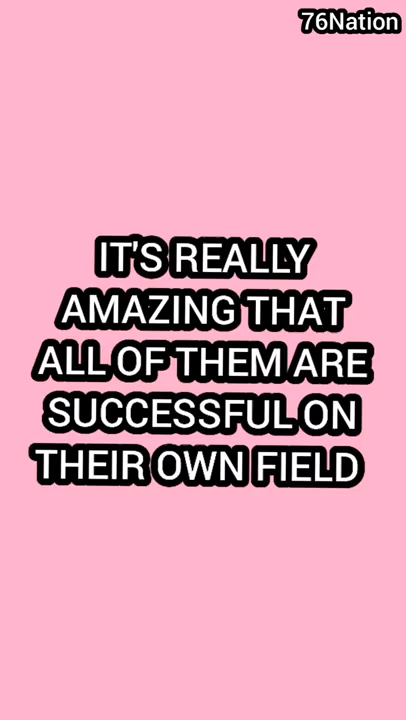 76Nation
IT'S REALLY
AMAZING THAT
ALL OF THEM ARE
SUCCESSFUL ON
THEIR OWN FIELD